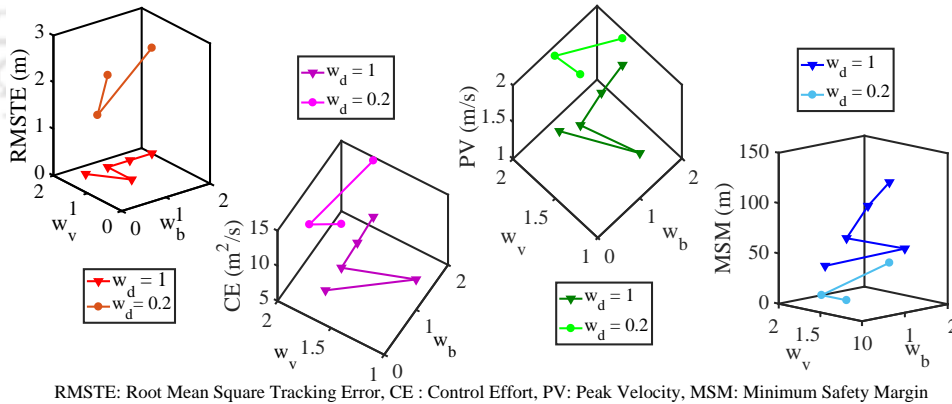 RMSTE (m)
3
2
1
0
2
1
0
w_v
0
1
2
w_b
w_d = 1
w_d = 0.2
w_d = 1
w_d = 0.2
CE (m^2/s)
15
10
5
2
1.5
1
w_v
0
1
2
w_b
PV (m/s)
2
1.5
1
2
1.5
1
w_v
0
1
2
w_b
w_d = 1
w_d = 0.2
w_d = 1
w_d = 0.2
MSM (m)
150
100
50
0
2
1.5
1
w_v
0
1
2
w_b
RMSTE: Root Mean Square Tracking Error, CE : Control Effort, PV: Peak Velocity, MSM: Minimum Safety Margin